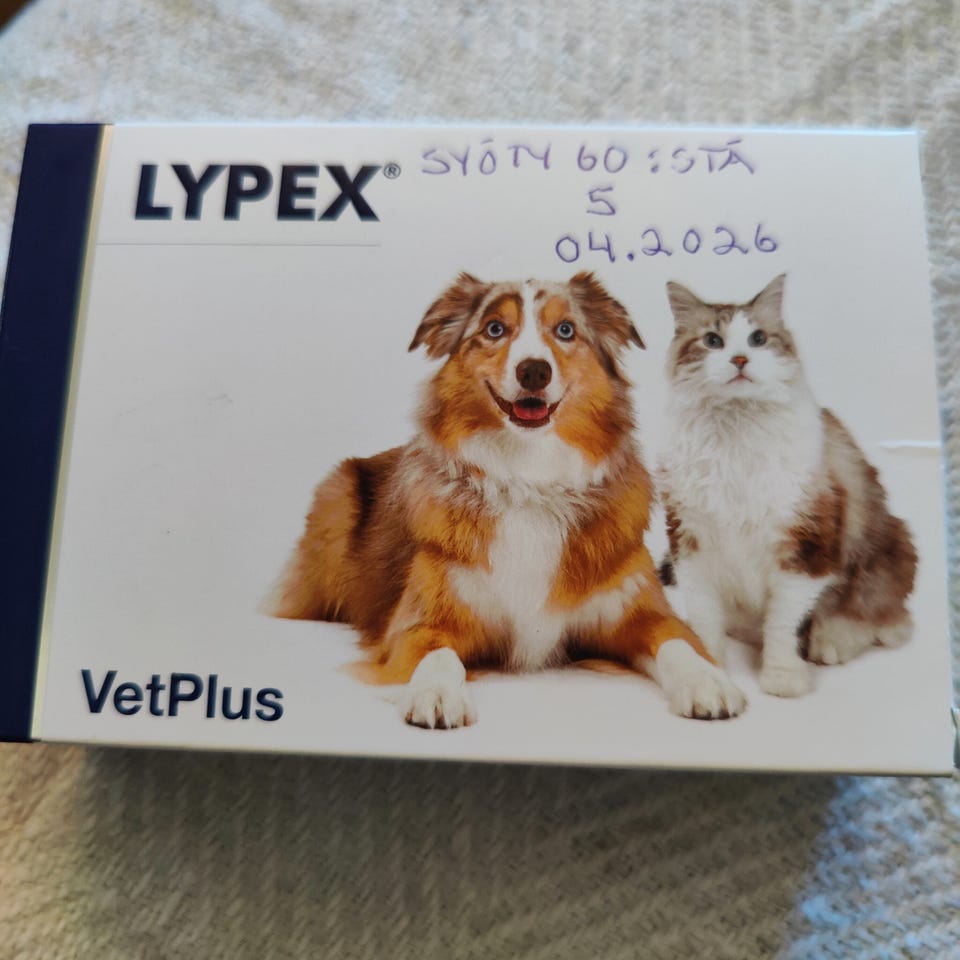 LYPEX®
SYÖTY 60:STÄ
5
04.2026
VetPlus